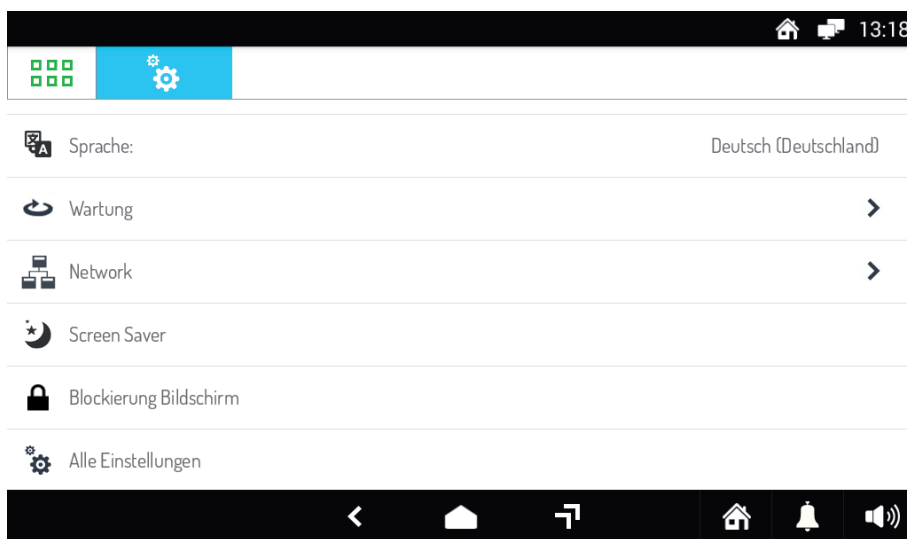 13:18
Sprache:
Deutsch (Deutschland)
Wartung
Network
Screen Saver
Blockierung Bildschirm
Alle Einstellungen